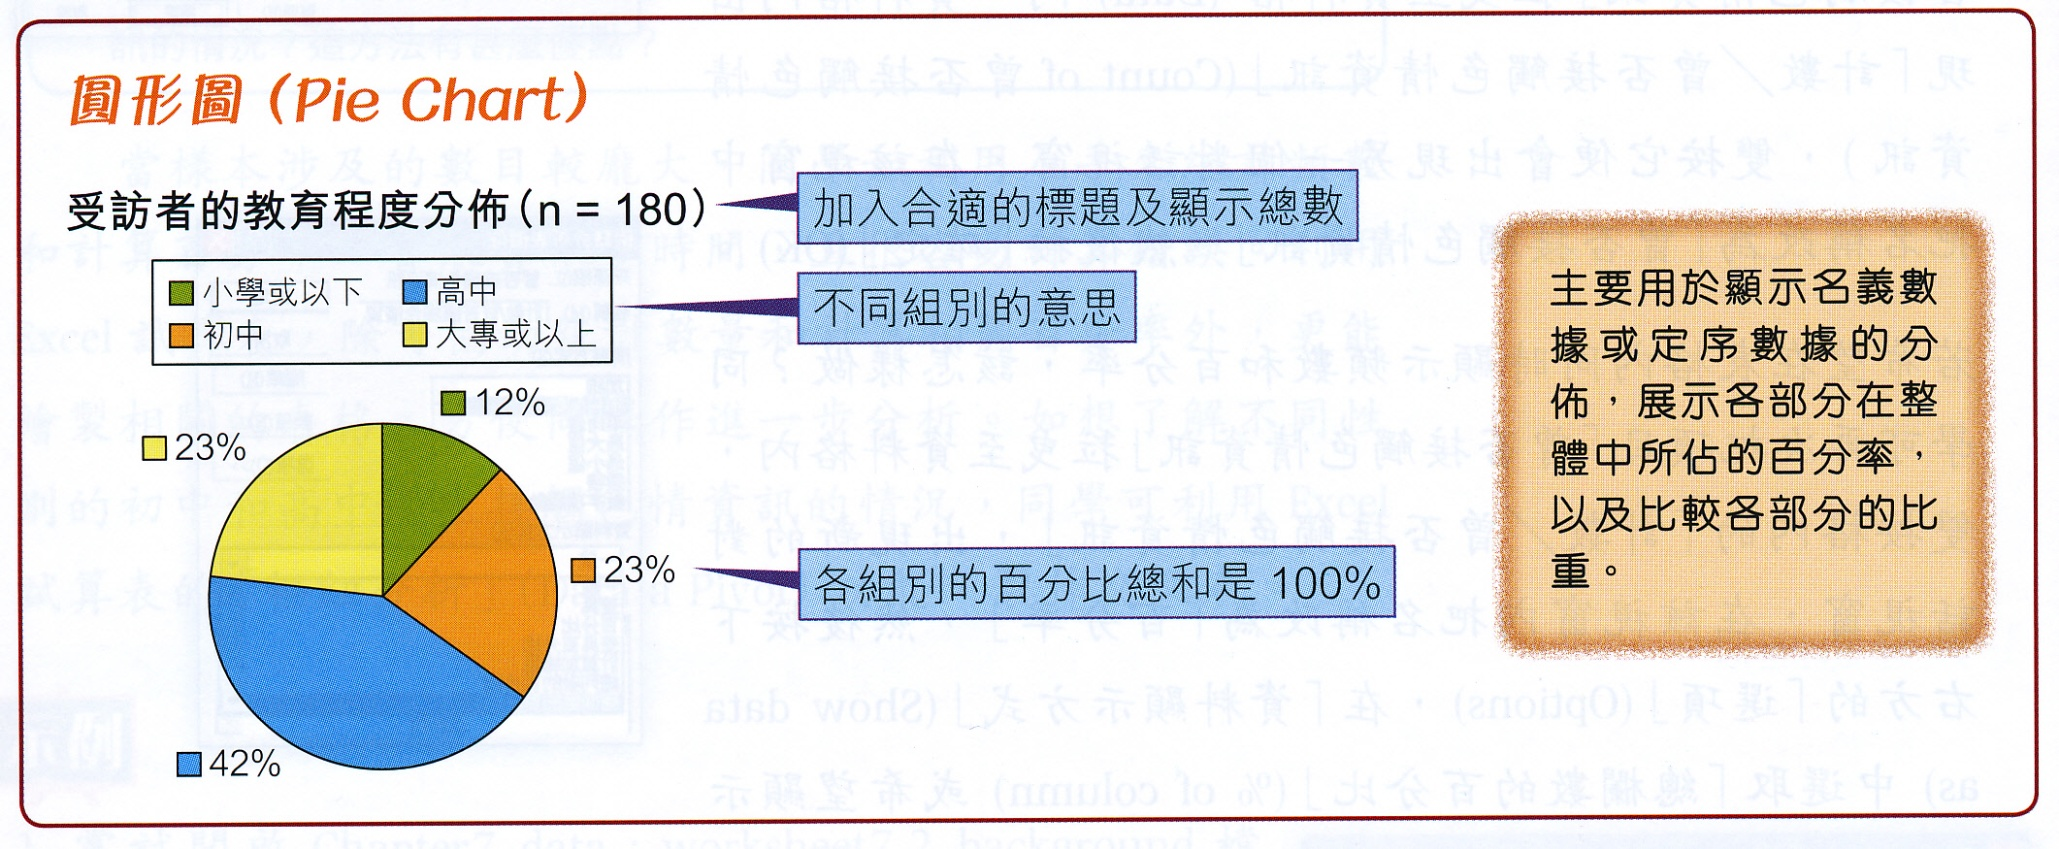 圓形圖 (Pie Chart)
受訪者的教育程度分佈 (n = 180)
加入合適的標題及顯示總數
小學或以下 高中
初中 大專或以上
不同組別的意思
12%
23%
23%
各組別的百分比總和是 100%
42%
主要用於顯示名義數
據或定序數據的分
佈，展示各部分在整
體中所佔的百分率，
以及比較各部分的比
重。